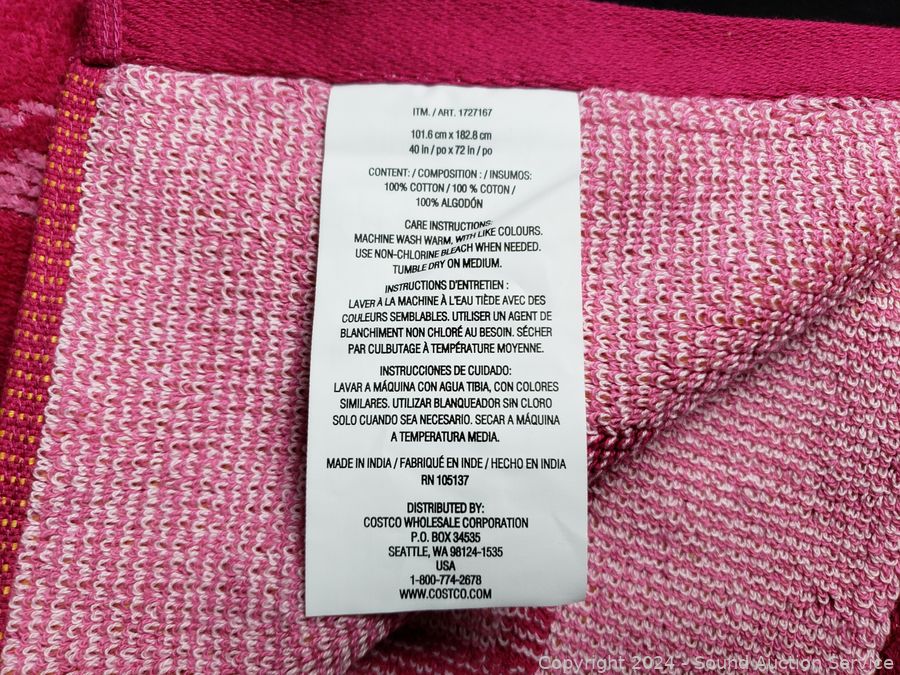 ITM. / ART. 1727167
101.6 cm x 182.8 cm
40 in / po x 72 in / po
CONTENT: / COMPOSITION : / INSUMOS:
100% COTTON / 100 % COTON /
100% ALGODÓN
CARE INSTRUCTIONS:
MACHINE WASH WARM, WITH LIKE COLOURS.
USE NON-CHLORINE BLEACH WHEN NEEDED.
TUMBLE DRY ON MEDIUM.
INSTRUCTIONS D'ENTRETIEN :
LAVER À LA MACHINE À L'EAU TIÈDE AVEC DES
COULEURS SEMBLABLES. UTILISER UN AGENT DE
BLANCHIMENT NON CHLORÉ AU BESOIN. SÉCHER
PAR CULBUTAGE À TEMPÉRATURE MOYENNE.
INSTRUCCIONES DE CUIDADO:
LAVAR A MÁQUINA CON AGUA TIBIA, CON COLORES
SIMILARES. UTILIZAR BLANQUEADOR SIN CLORO
SOLO CUANDO SEA NECESARIO. SECAR A MÁQUINA
A TEMPERATURA MEDIA.
MADE IN INDIA / FABRIQUÉ EN INDE / HECHO EN INDIA
RN 105137
DISTRIBUTED BY:
COSTCO WHOLESALE CORPORATION
P.O. BOX 34535
SEATTLE, WA 98124-1535
USA
1-800-774-2678
WWW.COSTCO.COM
Copyright 2024 - Sound Auction Service